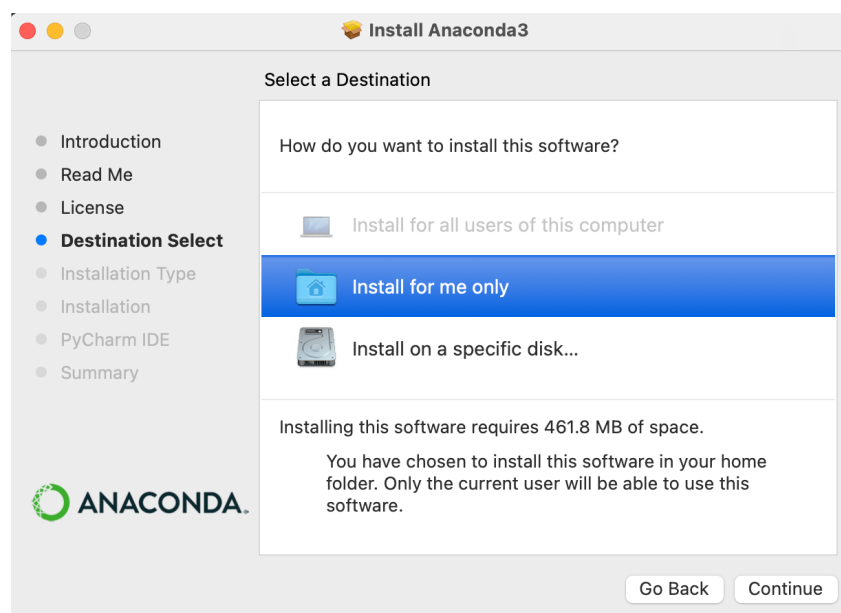 Install Anaconda3
Select a Destination
Introduction
Read Me
License
Destination Select
Installation Type
Installation
PyCharm IDE
Summary
ANACONDA.
How do you want to install this software?
Install for all users of this computer
Install for me only
Install on a specific disk...
Installing this software requires 461.8 MB of space.
You have chosen to install this software in your home
folder. Only the current user will be able to use this
software.
Go Back
Continue